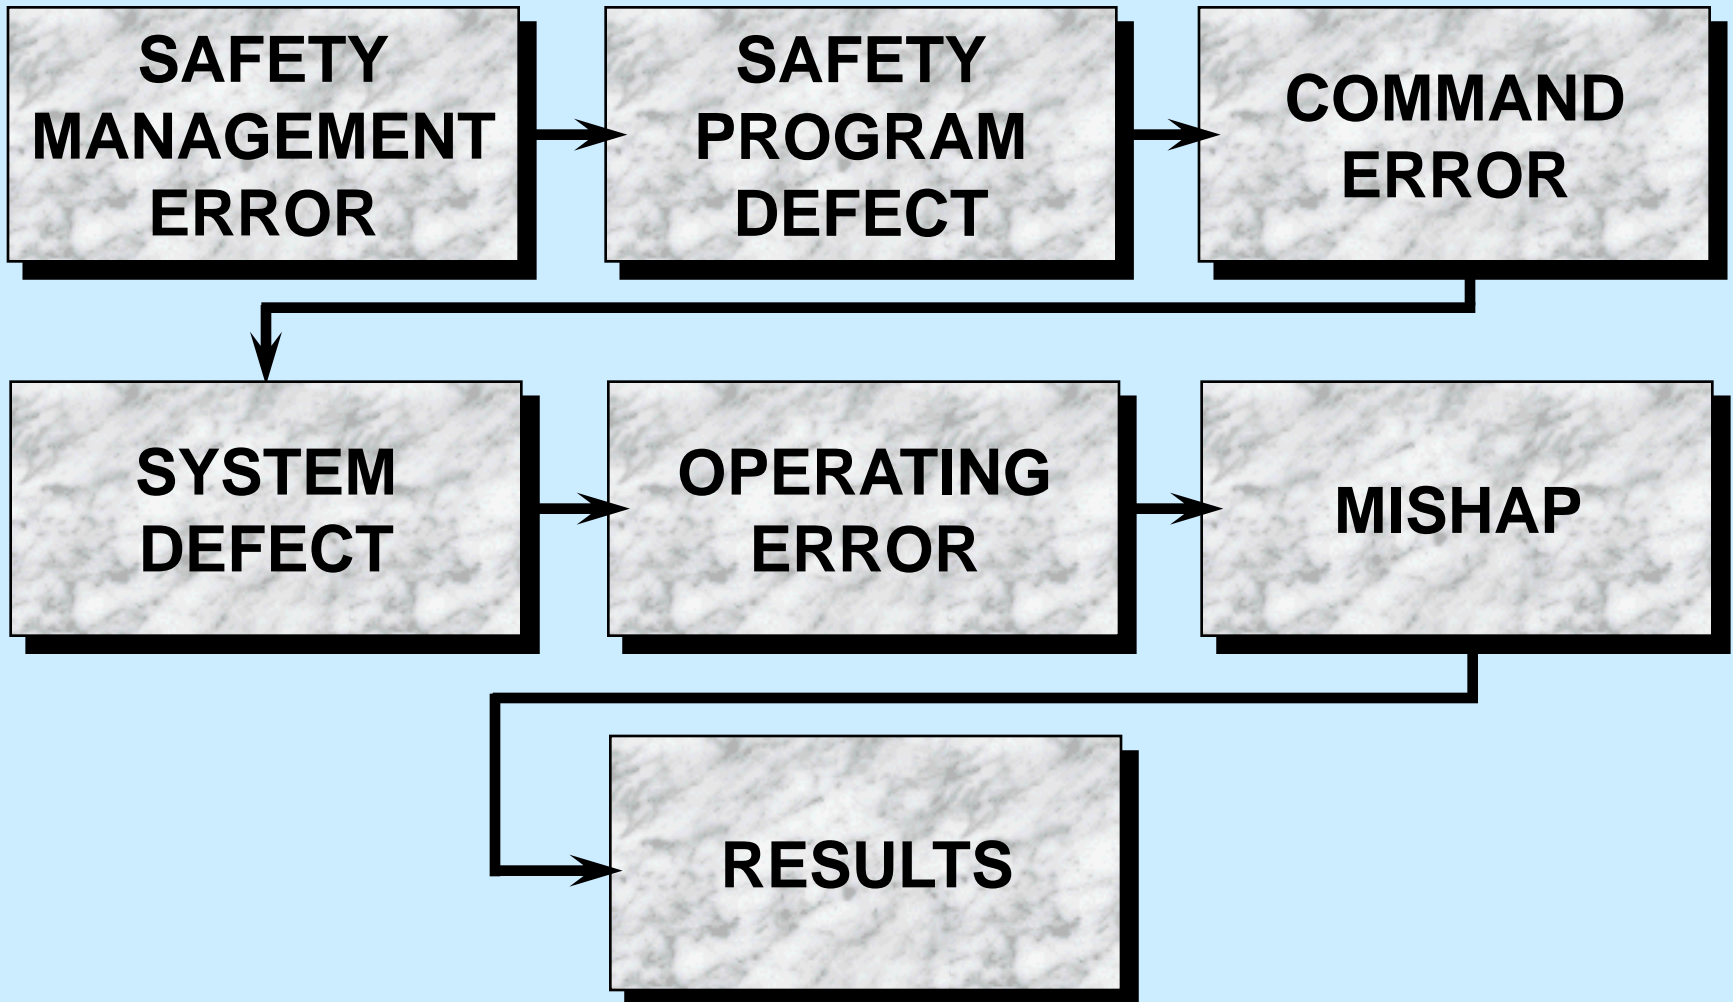 SAFETY
MANAGEMENT
ERROR
SAFETY
PROGRAM
DEFECT
COMMAND
ERROR
SYSTEM
DEFECT
OPERATING
ERROR
MISHAP
RESULTS